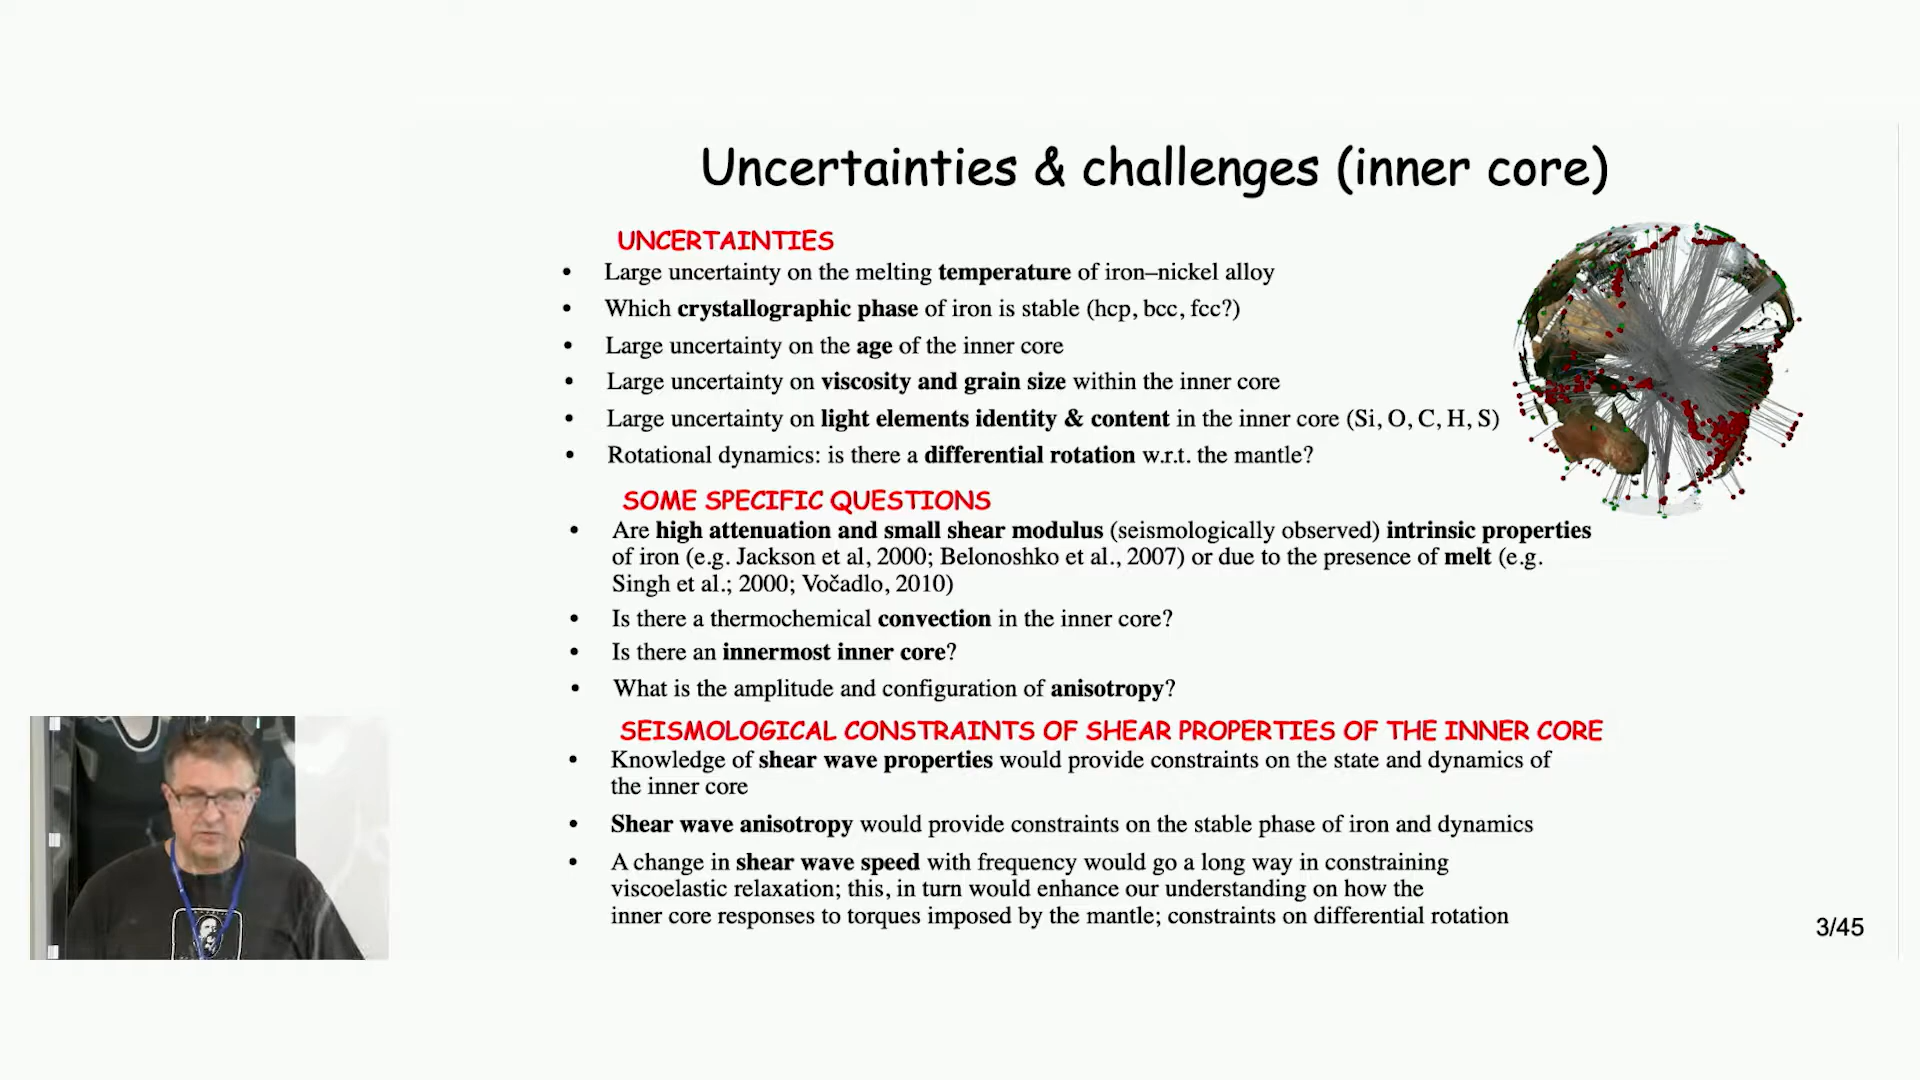 Uncertainties & challenges (inner core)
UNCERTAINTIES
• Large uncertainty on the melting temperature of iron–nickel alloy
• Which crystallographic phase of iron is stable (hcp, bcc, fcc?)
• Large uncertainty on the age of the inner core
• Large uncertainty on viscosity and grain size within the inner core
• Large uncertainty on light elements identity & content in the inner core (Si, O, C, H, S)
• Rotational dynamics: is there a differential rotation w.r.t. the mantle?
SOME SPECIFIC QUESTIONS
• Are high attenuation and small shear modulus (seismologically observed) intrinsic properties
of iron (e.g. Jackson et al, 2000; Belonoshko et al., 2007) or due to the presence of melt (e.g.
Singh et al.; 2000; Vočadlo, 2010)
• Is there a thermochemical convection in the inner core?
• Is there an innermost inner core?
• What is the amplitude and configuration of anisotropy?
SEISMOLOGICAL CONSTRAINTS OF SHEAR PROPERTIES OF THE INNER CORE
• Knowledge of shear wave properties would provide constraints on the state and dynamics of
the inner core
• Shear wave anisotropy would provide constraints on the stable phase of iron and dynamics
• A change in shear wave speed with frequency would go a long way in constraining
viscoelastic relaxation; this, in turn would enhance our understanding on how the
inner core responses to torques imposed by the mantle; constraints on differential rotation
3/45